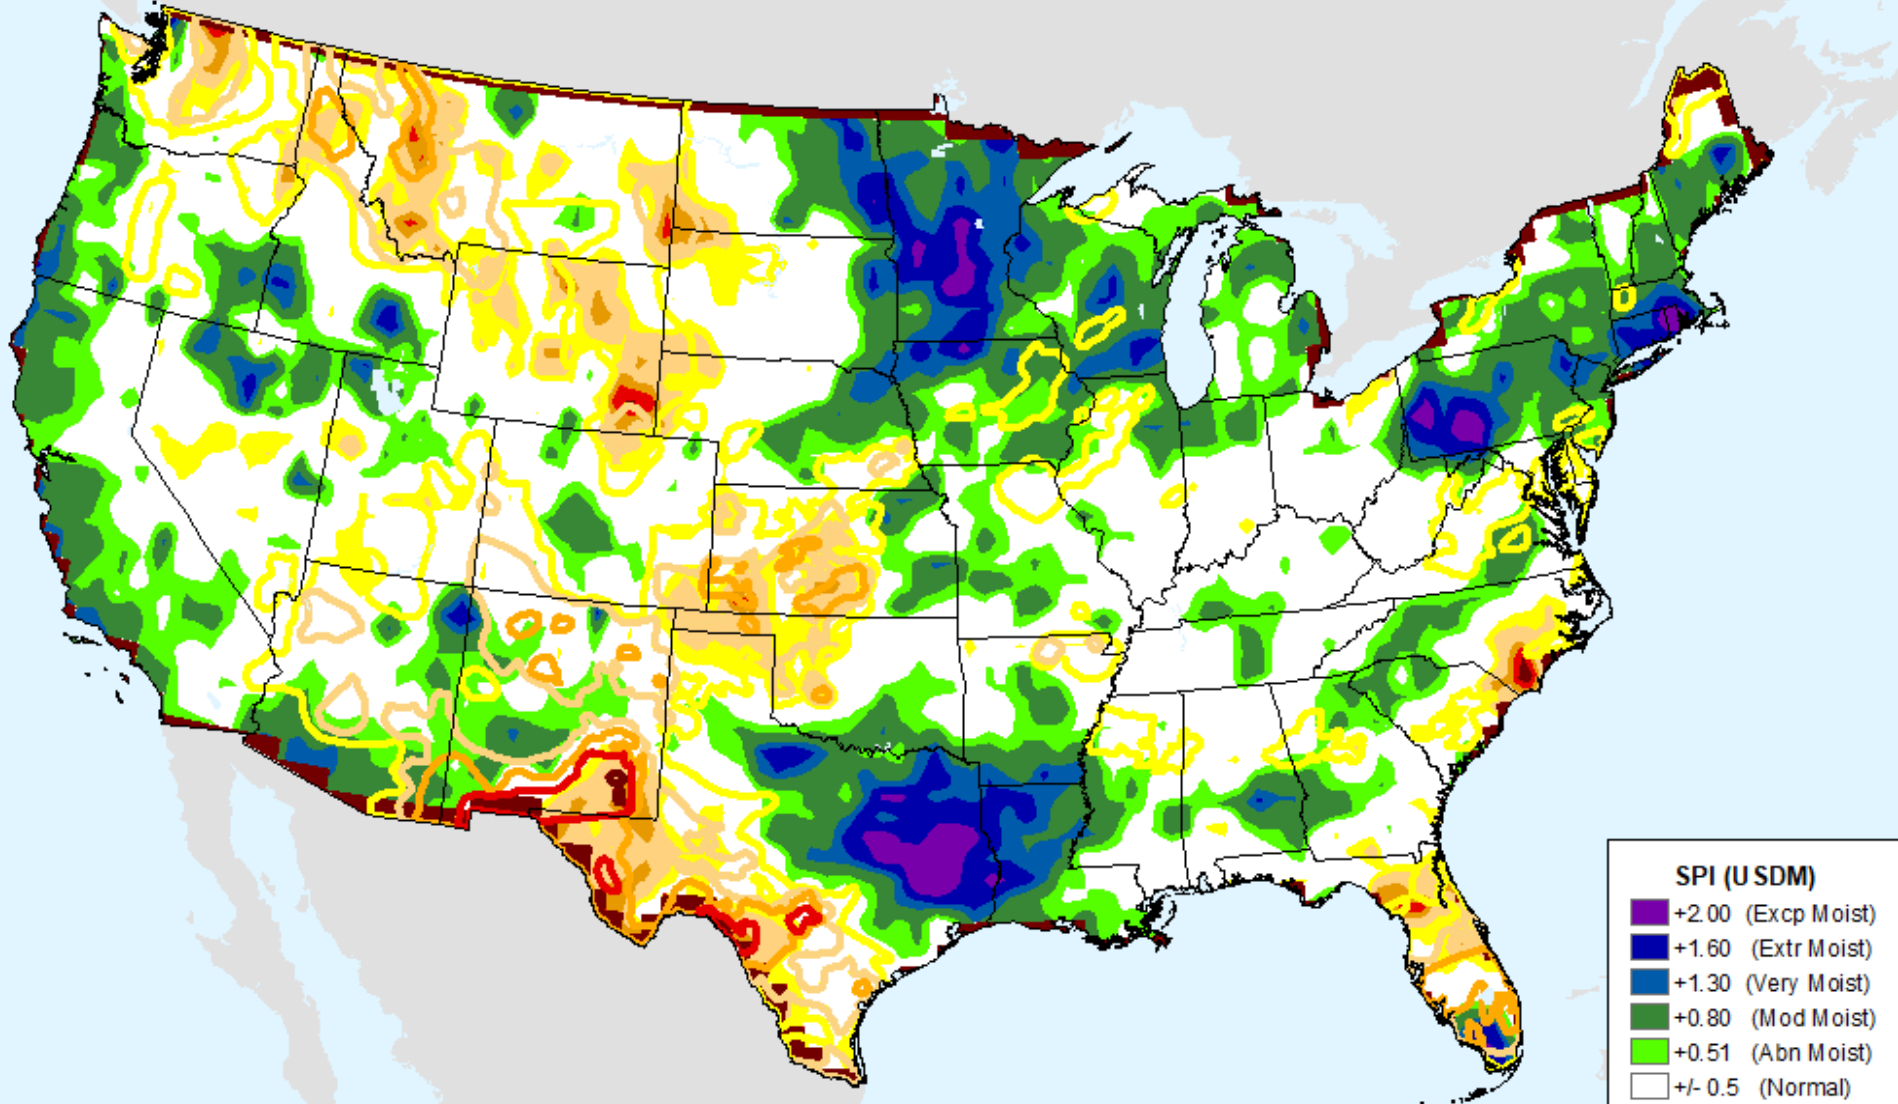 SPI (USDM)
+2.00 (Excp Moist)
+1.60 (Extr Moist)
+1.30 (Very Moist)
+0.80 (Mod Moist)
+0.51 (Abn Moist)
+/- 0.5 (Normal)